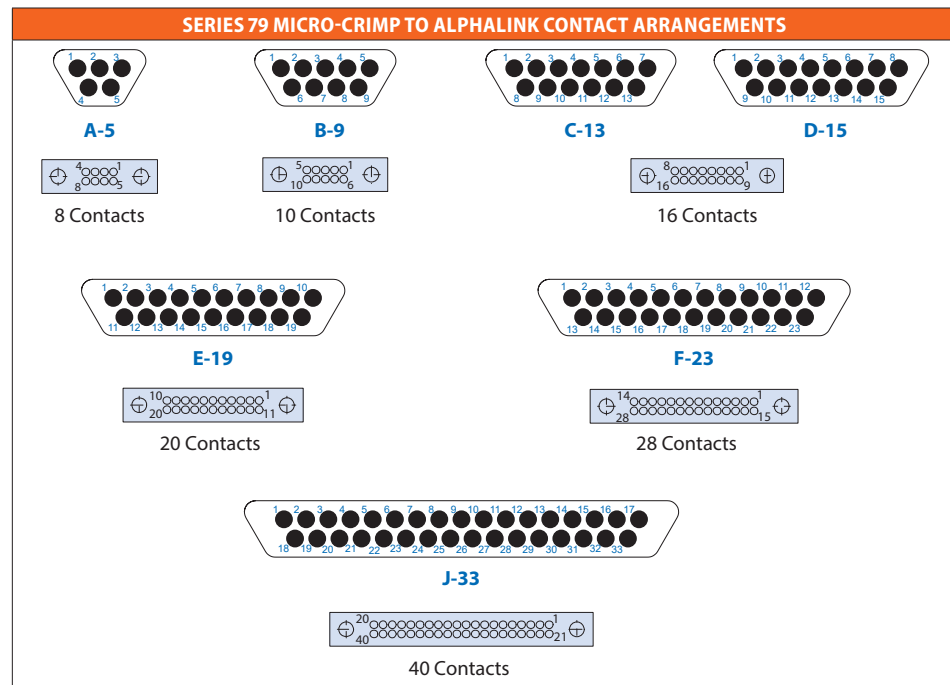 SERIES 79 MICRO-CRIMP TO ALPHALINK CONTACT ARRANGEMENTS
1 2 3
4 5
A-5
1 2 3 4 5
6 7 8 9
B-9
1 2 3 4 5 6 7
8 9 10 11 12 13
C-13
1 2 3 4 5 6 7 8
9 10 11 12 13 14 15
D-15
4 1
8 5
8 Contacts
5 1
10 6
10 Contacts
8 1
16 9
16 Contacts
1 2 3 4 5 6 7 8 9 10
11 12 13 14 15 16 17 18 19
E-19
1 2 3 4 5 6 7 8 9 10 11 12
13 14 15 16 17 18 19 20 21 22 23
F-23
10 1
20 11
20 Contacts
14 1
28 15
28 Contacts
1 2 3 4 5 6 7 8 9 10 11 12 13 14 15 16 17
18 19 20 21 22 23 24 25 26 27 28 29 30 31 32 33
J-33
20 1
40 21
40 Contacts